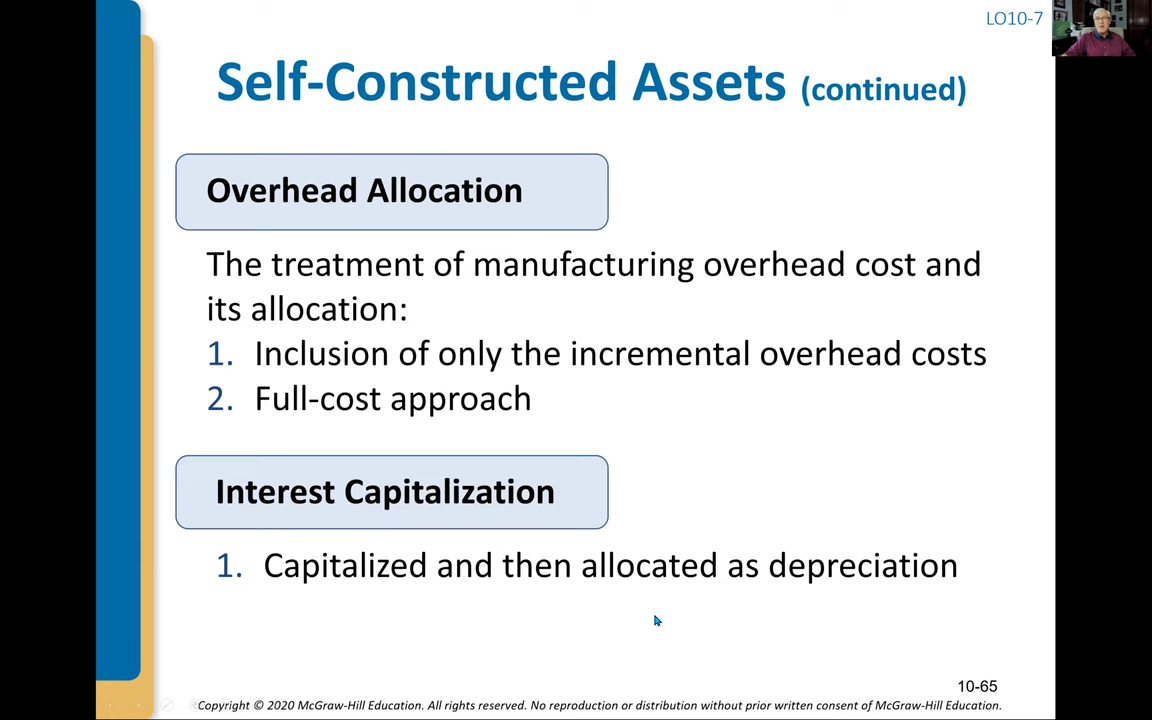 LO10-7
Self-Constructed Assets (continued)
Overhead Allocation
The treatment of manufacturing overhead cost and
its allocation:
1. Inclusion of only the incremental overhead costs
2. Full-cost approach
Interest Capitalization
1. Capitalized and then allocated as depreciation
10-65
Copyright © 2020 McGraw-Hill Education. All rights reserved. No reproduction or distribution without prior written consent of McGraw-Hill Education.